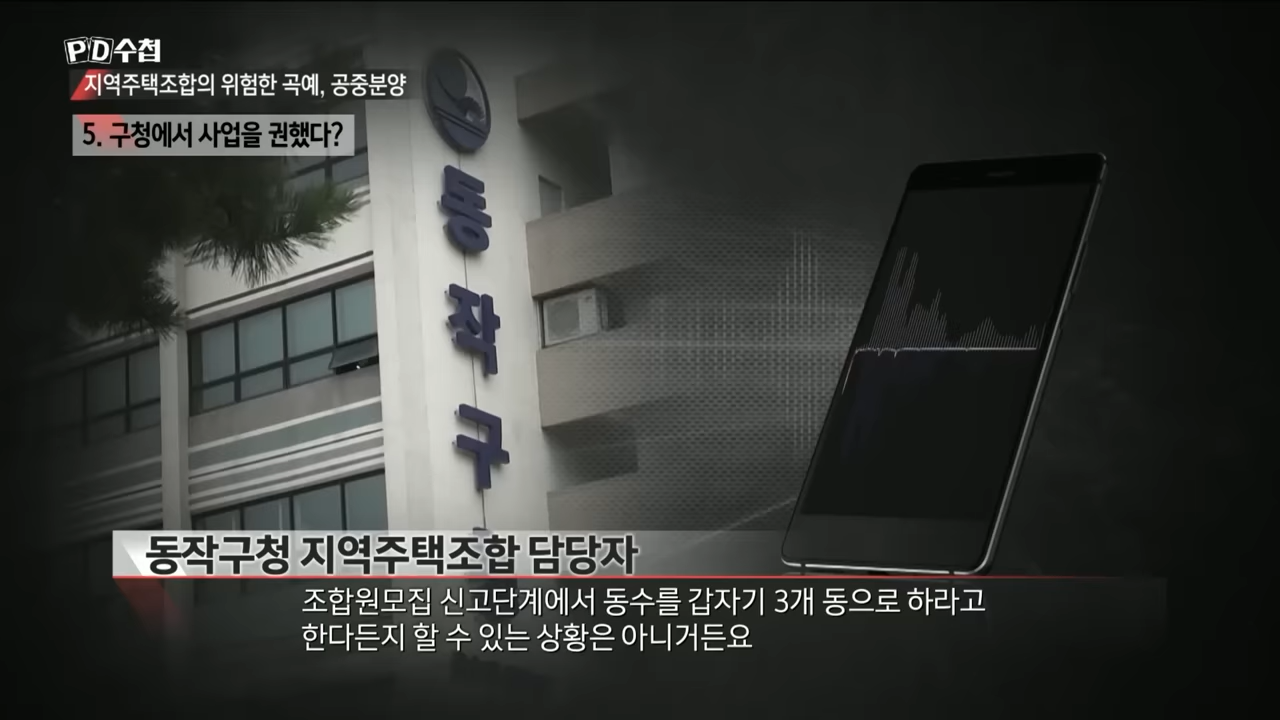 PD수첩
지역주택조합의 위험한 곡예, 공중분양
5. 구청에서 사업을 권했다?
동작구
동작구청 지역주택조합 담당자
조합원모집 신고단계에서 동수를 갑자기 3개 동으로 하라고
한다든지 할 수 있는 상황은 아니거든요